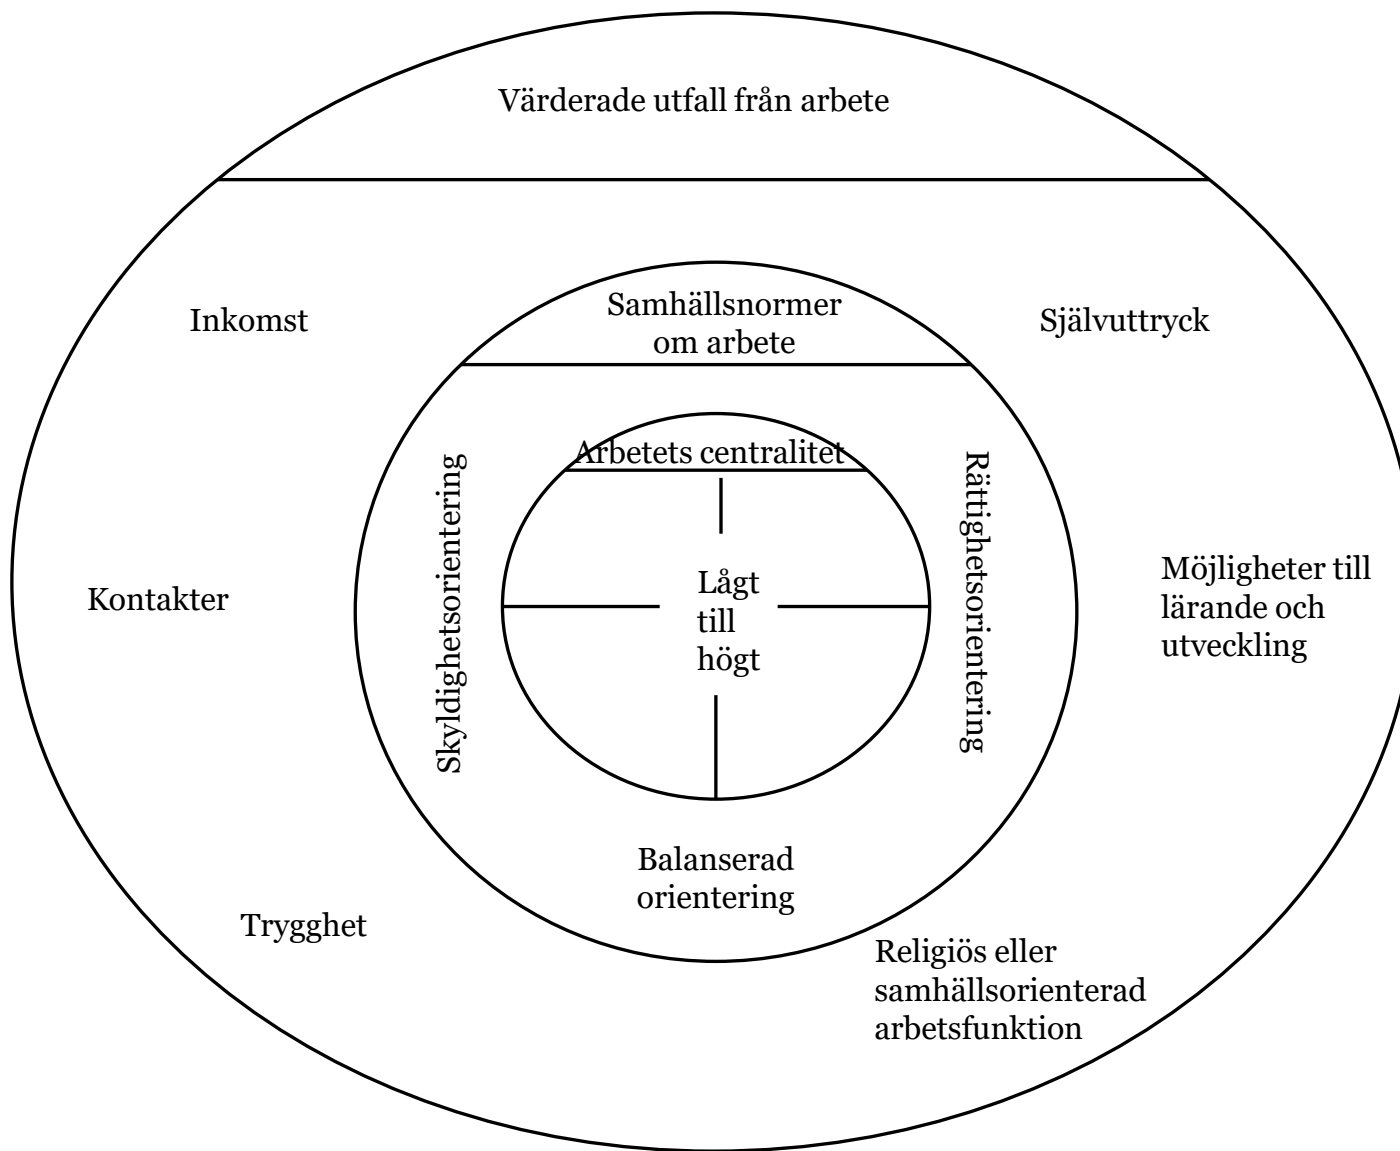 Värderade utfall från arbete
Inkomst
Samhällsnormer
om arbete
Självuttryck
Arbetets centralitet
Skyldighetsorientering
Rättighetsorientering
Lågt
till
högt
Kontakter
Möjligheter till
lärande och
utveckling
Balanserad
orientering
Trygghet
Religiös eller
samhällsorienterad
arbetsfunktion